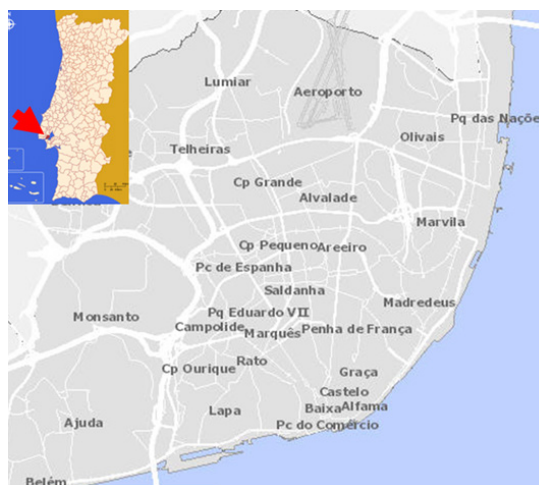 Lumiar
Aeroporto
Pq das Nações
Olivais
Telheiras
Cp Grande
Alvalade
Marvila
Cp Pequeno
Areeiro
Pc de Espanha
Saldanha
Madredeus
Pq Eduardo VII
Monsanto
Campolide
Marquês
Penha de França
Rato
Cp Ourique
Graça
Castelo
Baixa
Alfama
Lapa
Ajuda
Pc do Comércio
Belém